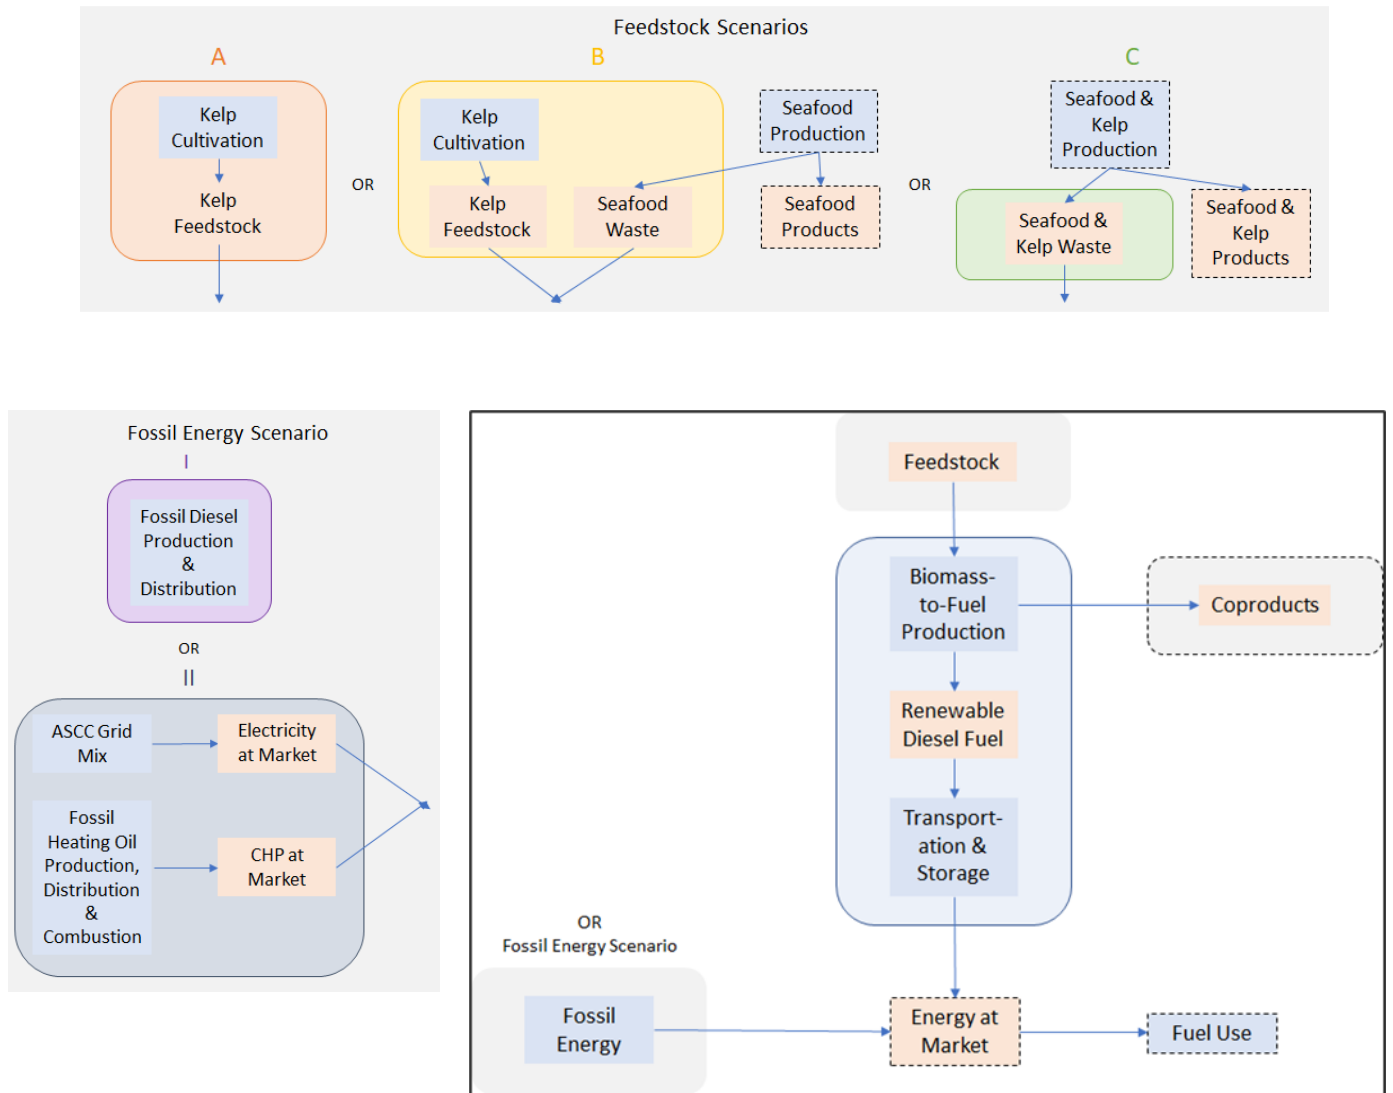 Feedstock Scenarios
A
B
C
Kelp
Cultivation
Kelp
Feedstock
OR
Kelp
Cultivation
Kelp
Feedstock
Seafood
Waste
Seafood
Production
Seafood
Products
OR
Seafood &
Kelp
Production
Seafood &
Kelp Waste
Seafood &
Kelp
Products
Fossil Energy Scenario
I
Fossil Diesel
Production
&
Distribution
OR
II
ASCC Grid
Mix
Electricity
at Market
Fossil
Heating Oil
Production,
Distribution
&
Combustion
CHP at
Market
Feedstock
Biomass-
to-Fuel
Production
Coproducts
Renewable
Diesel Fuel
Transport-
ation &
Storage
OR
Fossil Energy Scenario
Fossil
Energy
Energy at
Market
Fuel Use